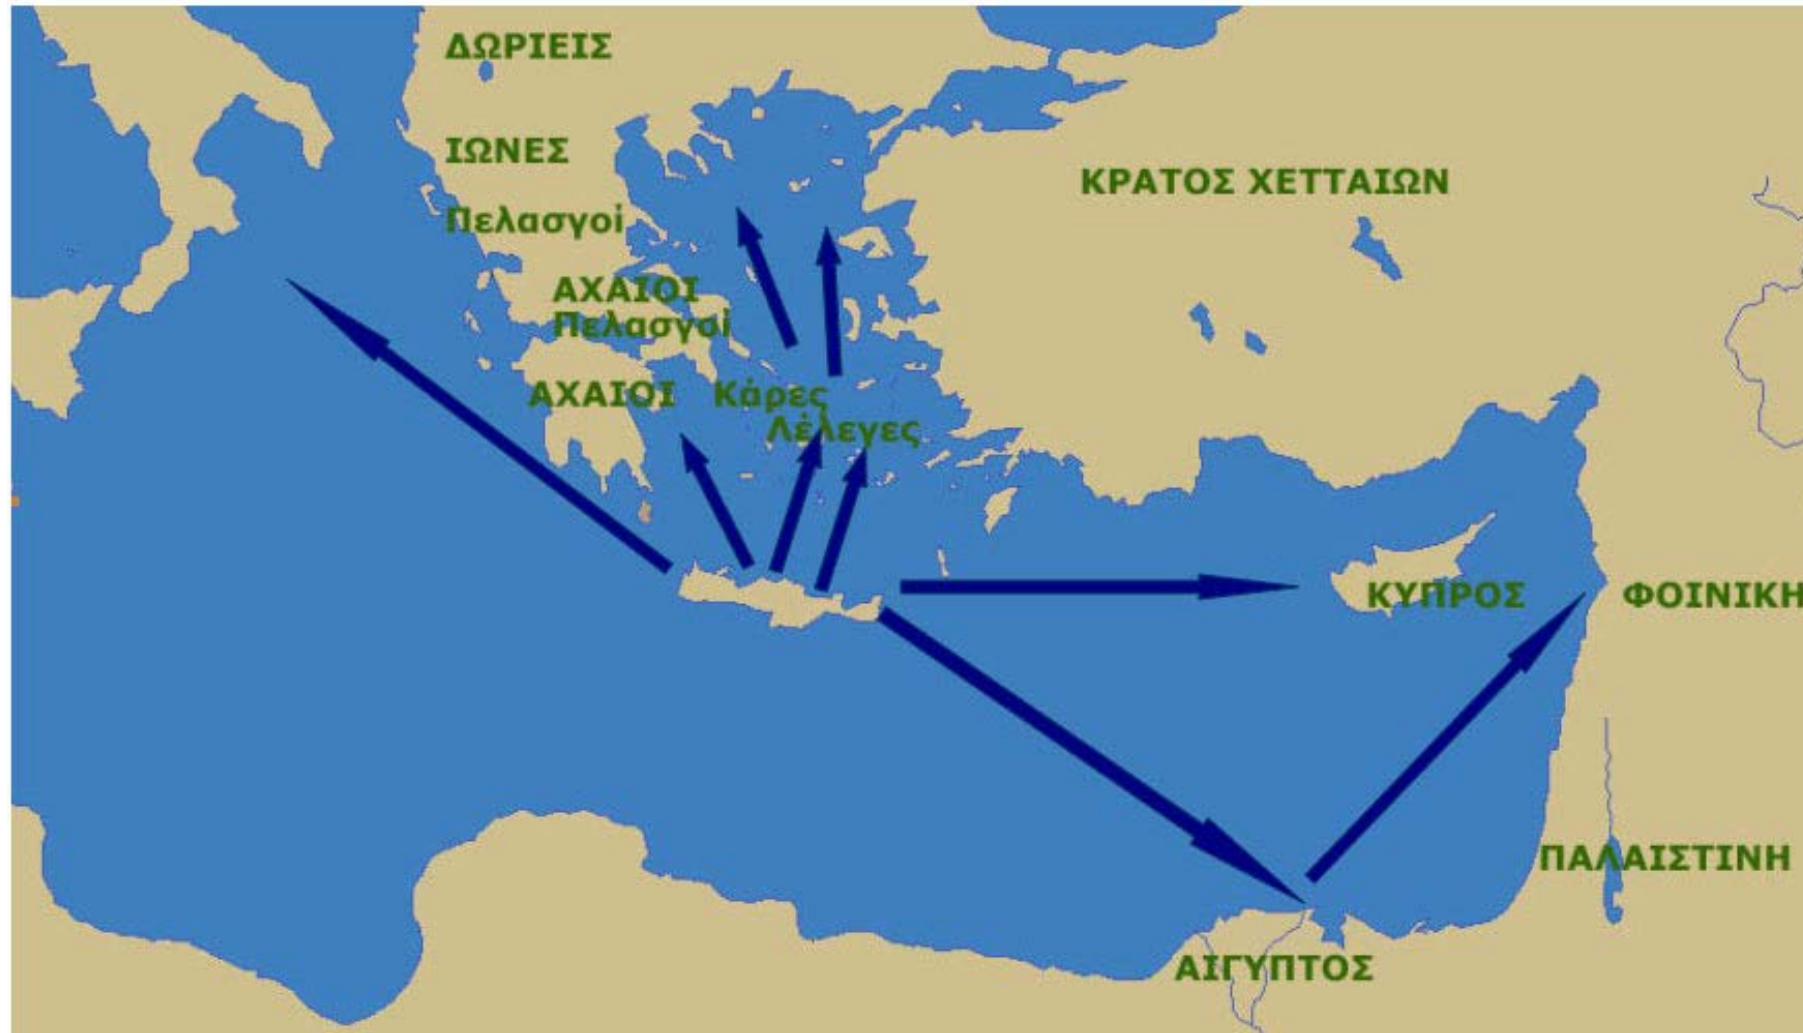 ΔΩΡΙΕΙΣ
ΙΩΝΕΣ
ΚΡΑΤΟΣ ΧΕΤΤΑΙΩΝ
Πελασγοί
ΑΧΑΙΟΙ
Πελασγοί
ΑΧΑΙΟΙ
Κάρες
Λέλεγες
ΚΥΠΡΟΣ
ΦΟΙΝΙΚΗ
ΠΑΛΑΙΣΤΙΝΗ
ΑΙΓΥΠΤΟΣ